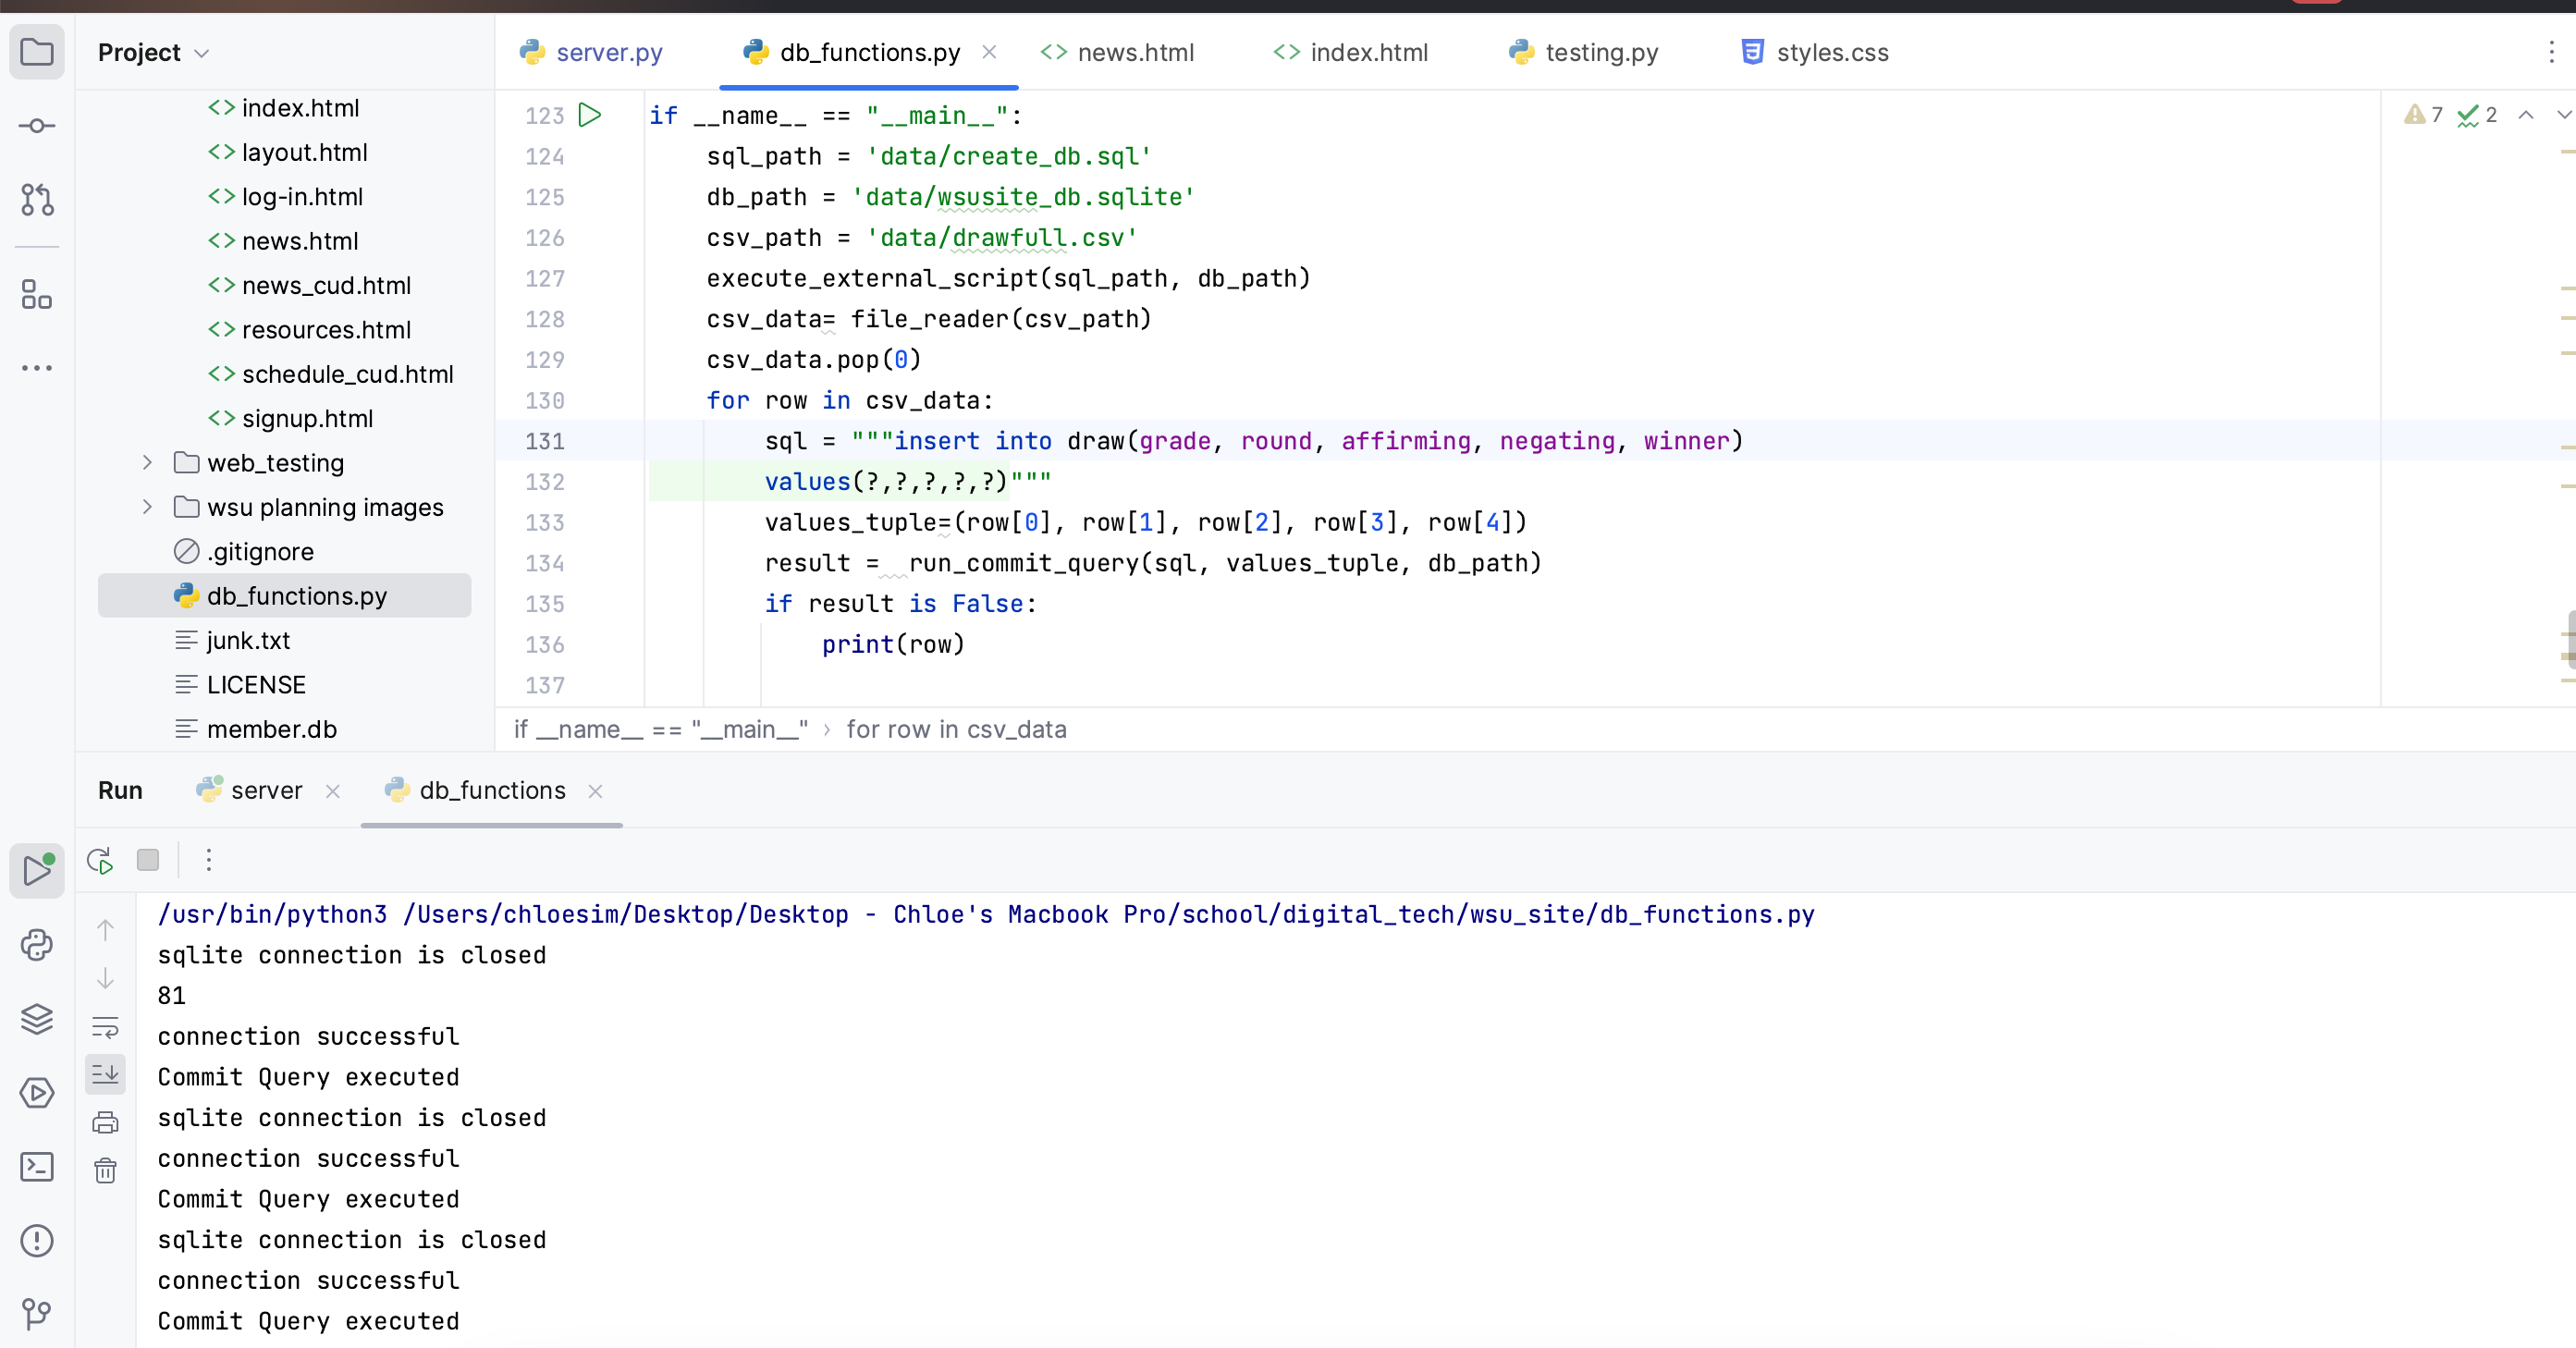 Project
server.py
db_functions.py
news.html
index.html
testing.py
styles.css
index.html
layout.html
log-in.html
news.html
news_cud.html
resources.html
schedule_cud.html
signup.html
web_testing
wsu planning images
.gitignore
db_functions.py
junk.txt
LICENSE
member.db
7 2
123 if __name__ == "__main__":
124 sql_path = 'data/create_db.sql'
125 db_path = 'data/wsusite_db.sqlite'
126 csv_path = 'data/drawfull.csv'
127 execute_external_script(sql_path, db_path)
128 csv_data= file_reader(csv_path)
129 csv_data.pop(0)
130 for row in csv_data:
131 sql = """insert into draw(grade, round, affirming, negating, winner)
132 values(?,?,?,?,?)"""
133 values_tuple=(row[0], row[1], row[2], row[3], row[4])
134 result =  run_commit_query(sql, values_tuple, db_path)
135 if result is False:
136 print(row)
137
if __name__ == "__main__" › for row in csv_data
Run server db_functions
/usr/bin/python3 /Users/chloesim/Desktop/Desktop - Chloe's Macbook Pro/school/digital_tech/wsu_site/db_functions.py
sqlite connection is closed
81
connection successful
Commit Query executed
sqlite connection is closed
connection successful
Commit Query executed
sqlite connection is closed
connection successful
Commit Query executed